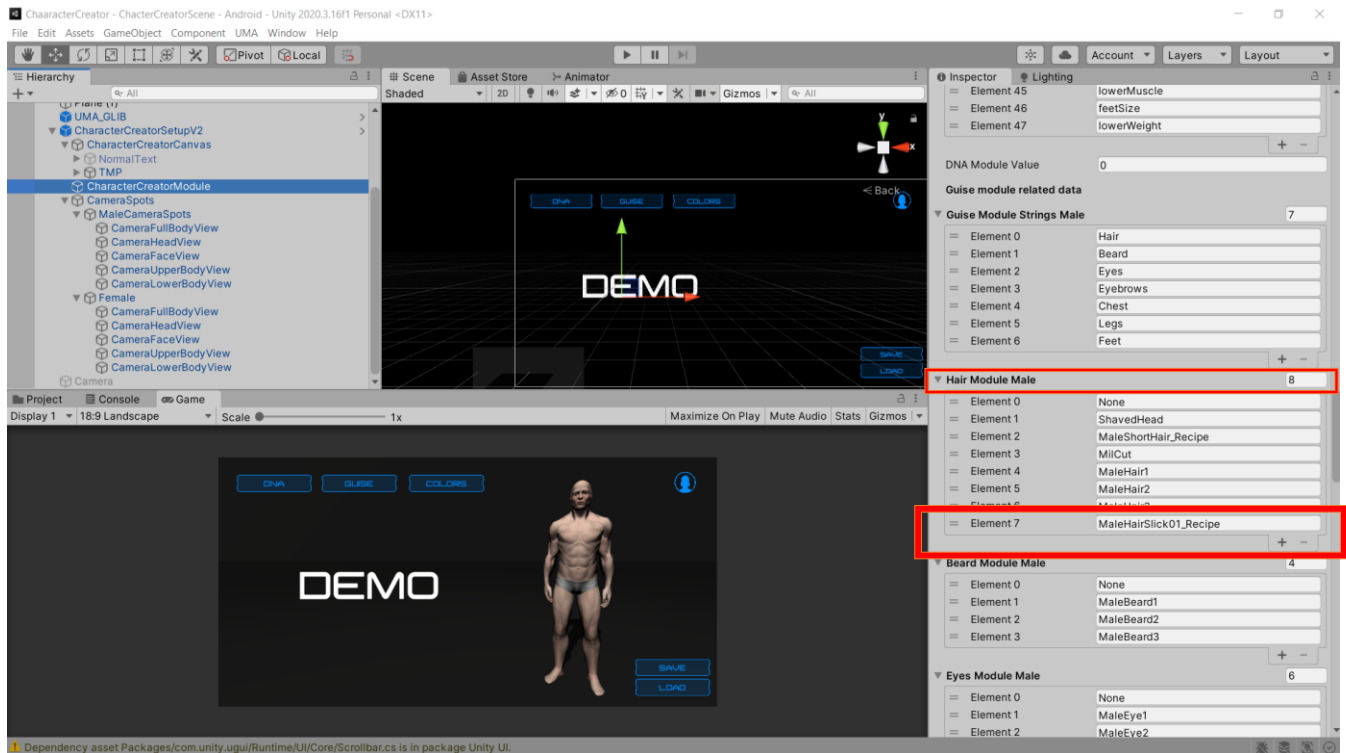 ChaaracterCreator - ChacterCreatorScene - Android - Unity 2020.3.16f1 Personal <DX11>
File Edit Assets GameObject Component UMA Window Help
Pivot Local Account Layers Layout
Hierarchy
All
Plane (1)
UMA_GLIB
CharacterCreatorSetupV2
CharacterCreatorCanvas
NormalText
TMP
CharacterCreatorModule
CameraSpots
MaleCameraSpots
CameraFullBodyView
CameraHeadView
CameraFaceView
CameraUpperBodyView
CameraLowerBodyView
Female
CameraFullBodyView
CameraHeadView
CameraFaceView
CameraUpperBodyView
CameraLowerBodyView
Camera
Scene Asset Store Animator
Shaded 2D 0 Gizmos All
y
x
Back
DNA GUISE COLORS
DEMO
SAVE
LOAD
Project Console Game
Display 1 18:9 Landscape Scale 1x Maximize On Play Mute Audio Stats Gizmos
DNA GUISE COLORS
DEMO
SAVE
LOAD
Inspector Lighting
Element 45 lowerMuscle
Element 46 feetSize
Element 47 lowerWeight
+ -
DNA Module Value 0
Guise module related data
Guise Module Strings Male 7
Element 0 Hair
Element 1 Beard
Element 2 Eyes
Element 3 Eyebrows
Element 4 Chest
Element 5 Legs
Element 6 Feet
+ -
Hair Module Male 8
Element 0 None
Element 1 ShavedHead
Element 2 MaleShortHair_Recipe
Element 3 MilCut
Element 4 MaleHair1
Element 5 MaleHair2
Element 6 MaleHair3
Element 7 MaleHairSlick01_Recipe
+ -
Beard Module Male 4
Element 0 None
Element 1 MaleBeard1
Element 2 MaleBeard2
Element 3 MaleBeard3
+ -
Eyes Module Male 6
Element 0 None
Element 1 MaleEye1
Element 2 MaleEye2
Dependency asset Packages/com.unity.ugui/Runtime/UI/Core/Scrollbar.cs is in package Unity UI.